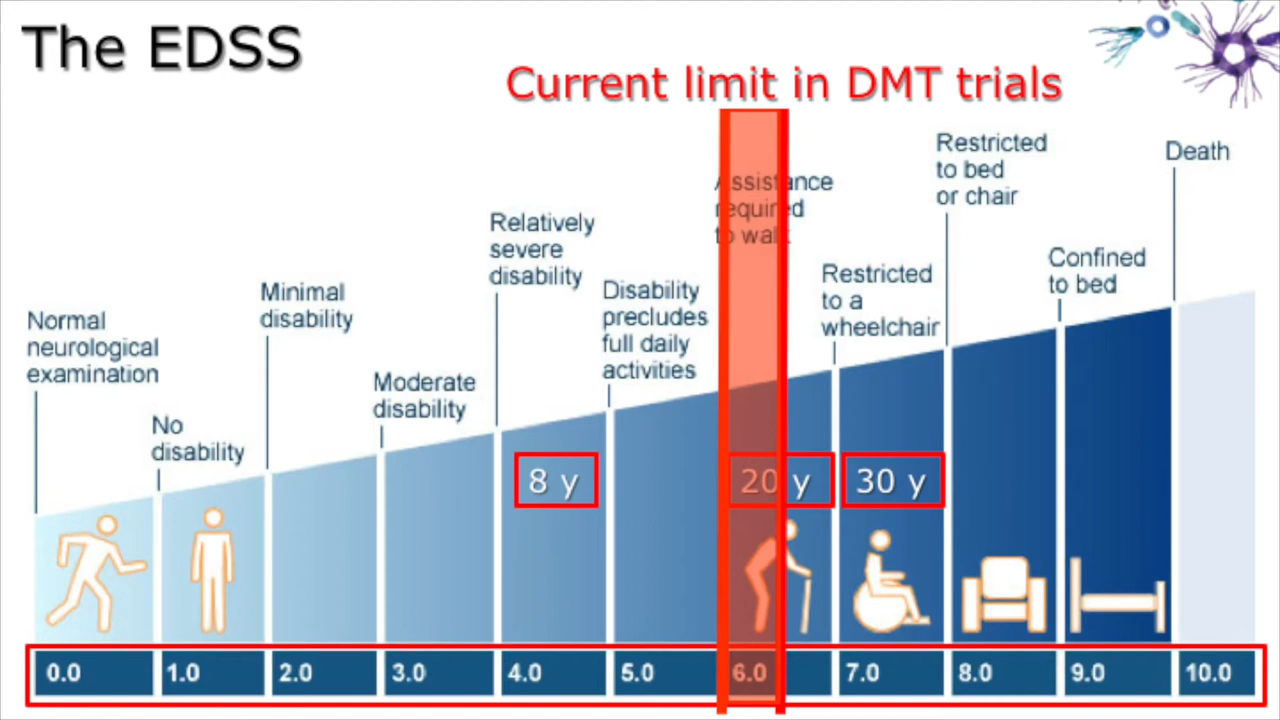 The EDSS
Current limit in DMT trials
Normal
neurological
examination
No
disability
Minimal
disability
Moderate
disability
Relatively
severe
disability
Disability
precludes
full daily
activities
Assistance
required
to walk
Restricted
to a
wheelchair
Restricted
to bed
or chair
Confined
to bed
Death
8 y
20 y
30 y
0.0
1.0
2.0
3.0
4.0
5.0
6.0
7.0
8.0
9.0
10.0